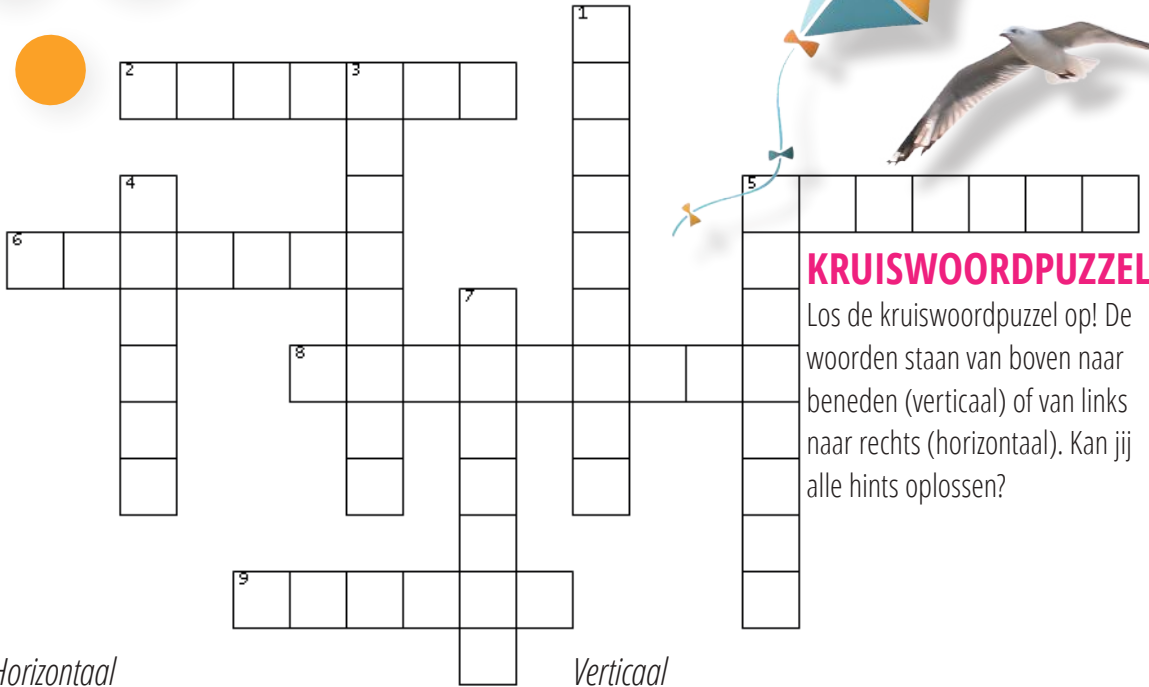 1
2
3
4
5
6
KRUISWOORDPUZZEL
Los de kruiswoordpuzzel op! De
woorden staan van boven naar
beneden (verticaal) of van links
naar rechts (horizontaal). Kan jij
alle hints oplossen?
7
8
9
Horizontaal
Verticaal